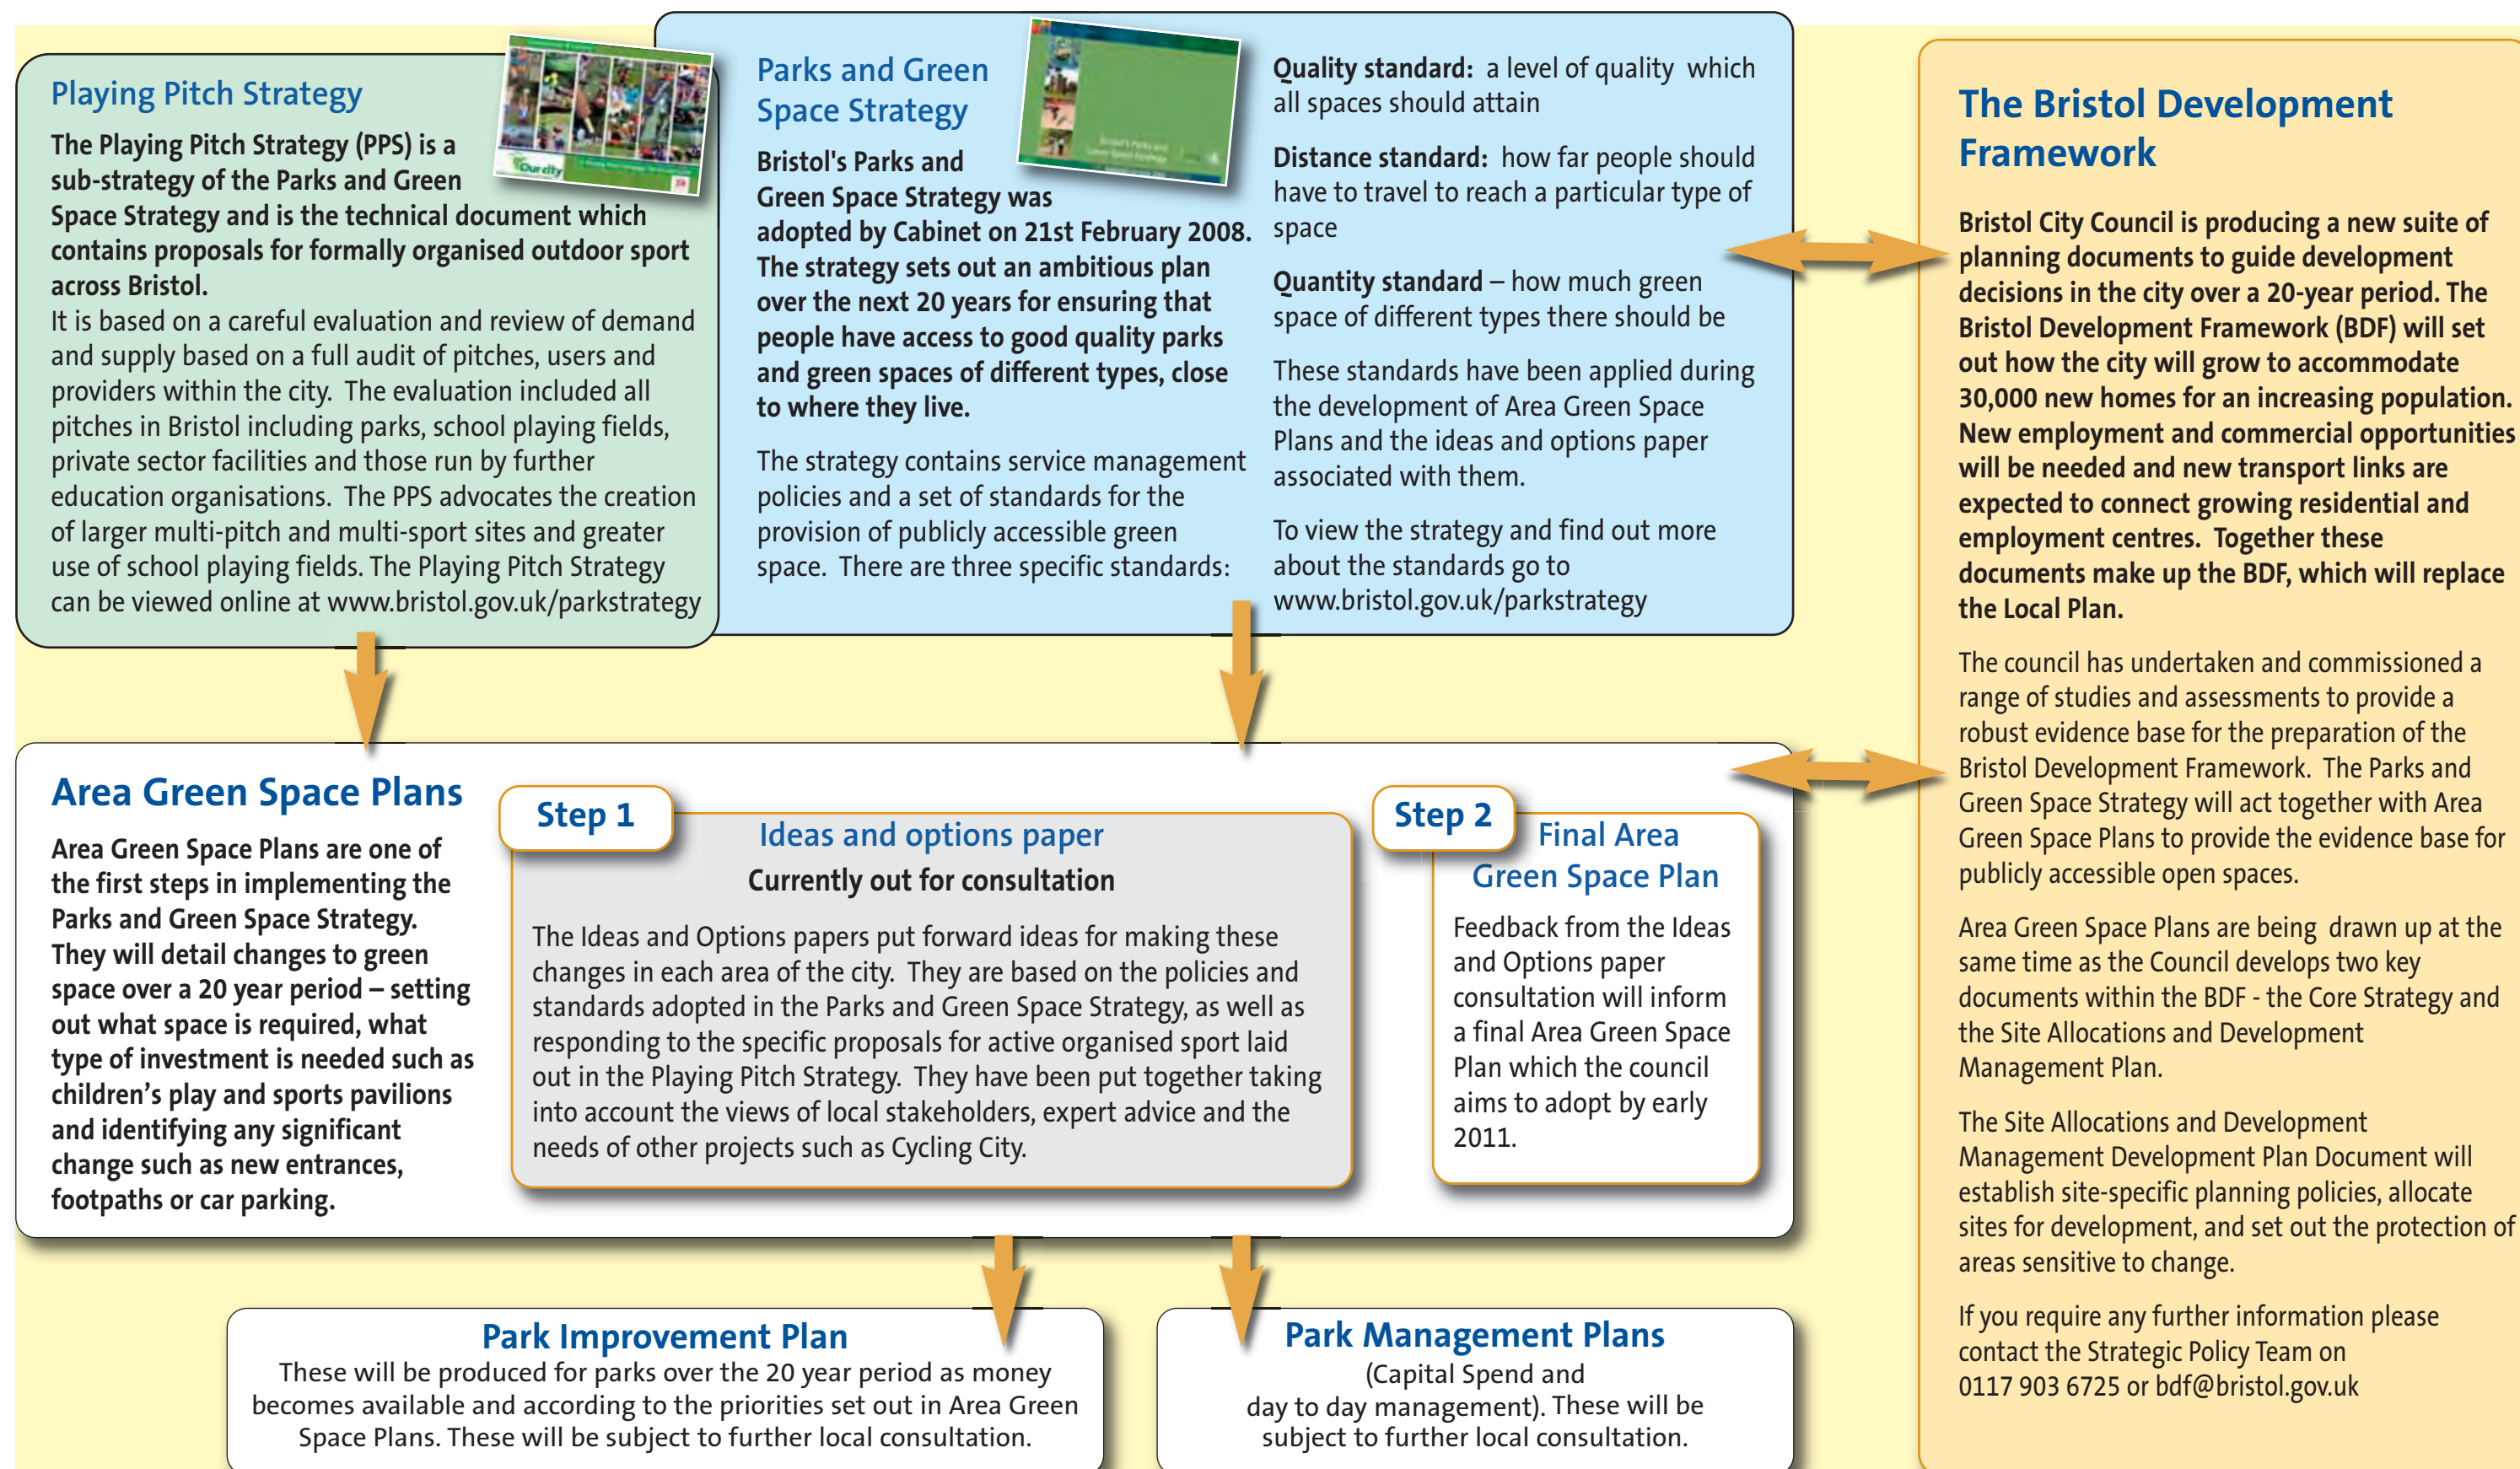 Playing Pitch Strategy
The Playing Pitch Strategy (PPS) is a
sub-strategy of the Parks and Green
Space Strategy and is the technical document which
contains proposals for formally organised outdoor sport
across Bristol.
It is based on a careful evaluation and review of demand
and supply based on a full audit of pitches, users and
providers within the city.  The evaluation included all
pitches in Bristol including parks, school playing fields,
private sector facilities and those run by further
education organisations.  The PPS advocates the creation
of larger multi-pitch and multi-sport sites and greater
use of school playing fields. The Playing Pitch Strategy
can be viewed online at www.bristol.gov.uk/parkstrategy
Our city
Parks and Green
Space Strategy
Bristol's Parks and
Green Space Strategy was
adopted by Cabinet on 21st February 2008.
The strategy sets out an ambitious plan
over the next 20 years for ensuring that
people have access to good quality parks
and green spaces of different types, close
to where they live.
The strategy contains service management
policies and a set of standards for the
provision of publicly accessible green
space.  There are three specific standards:
Bristol's Parks and
Green Space Strategy
Quality standard:  a level of quality  which
all spaces should attain
Distance standard:  how far people should
have to travel to reach a particular type of
space
Quantity standard – how much green
space of different types there should be
These standards have been applied during
the development of Area Green Space
Plans and the ideas and options paper
associated with them.
To view the strategy and find out more
about the standards go to
www.bristol.gov.uk/parkstrategy
Area Green Space Plans
Area Green Space Plans are one of
the first steps in implementing the
Parks and Green Space Strategy.
They will detail changes to green
space over a 20 year period – setting
out what space is required, what
type of investment is needed such as
children’s play and sports pavilions
and identifying any significant
change such as new entrances,
footpaths or car parking.
Step 1
Ideas and options paper
Currently out for consultation
The Ideas and Options papers put forward ideas for making these
changes in each area of the city.  They are based on the policies and
standards adopted in the Parks and Green Space Strategy, as well as
responding to the specific proposals for active organised sport laid
out in the Playing Pitch Strategy.  They have been put together taking
into account the views of local stakeholders, expert advice and the
needs of other projects such as Cycling City.
Step 2
Final Area
Green Space Plan
Feedback from the Ideas
and Options paper
consultation will inform
a final Area Green Space
Plan which the council
aims to adopt by early
2011.
Park Improvement Plan
These will be produced for parks over the 20 year period as money
becomes available and according to the priorities set out in Area Green
Space Plans. These will be subject to further local consultation.
Park Management Plans
(Capital Spend and
day to day management). These will be
subject to further local consultation.
The Bristol Development
Framework
Bristol City Council is producing a new suite of
planning documents to guide development
decisions in the city over a 20-year period. The
Bristol Development Framework (BDF) will set
out how the city will grow to accommodate
30,000 new homes for an increasing population.
New employment and commercial opportunities
will be needed and new transport links are
expected to connect growing residential and
employment centres.  Together these
documents make up the BDF, which will replace
the Local Plan.
The council has undertaken and commissioned a
range of studies and assessments to provide a
robust evidence base for the preparation of the
Bristol Development Framework.  The Parks and
Green Space Strategy will act together with Area
Green Space Plans to provide the evidence base for
publicly accessible open spaces.
Area Green Space Plans are being  drawn up at the
same time as the Council develops two key
documents within the BDF - the Core Strategy and
the Site Allocations and Development
Management Plan.
The Site Allocations and Development
Management Development Plan Document will
establish site-specific planning policies, allocate
sites for development, and set out the protection of
areas sensitive to change.
If you require any further information please
contact the Strategic Policy Team on
0117 903 6725 or bdf@bristol.gov.uk